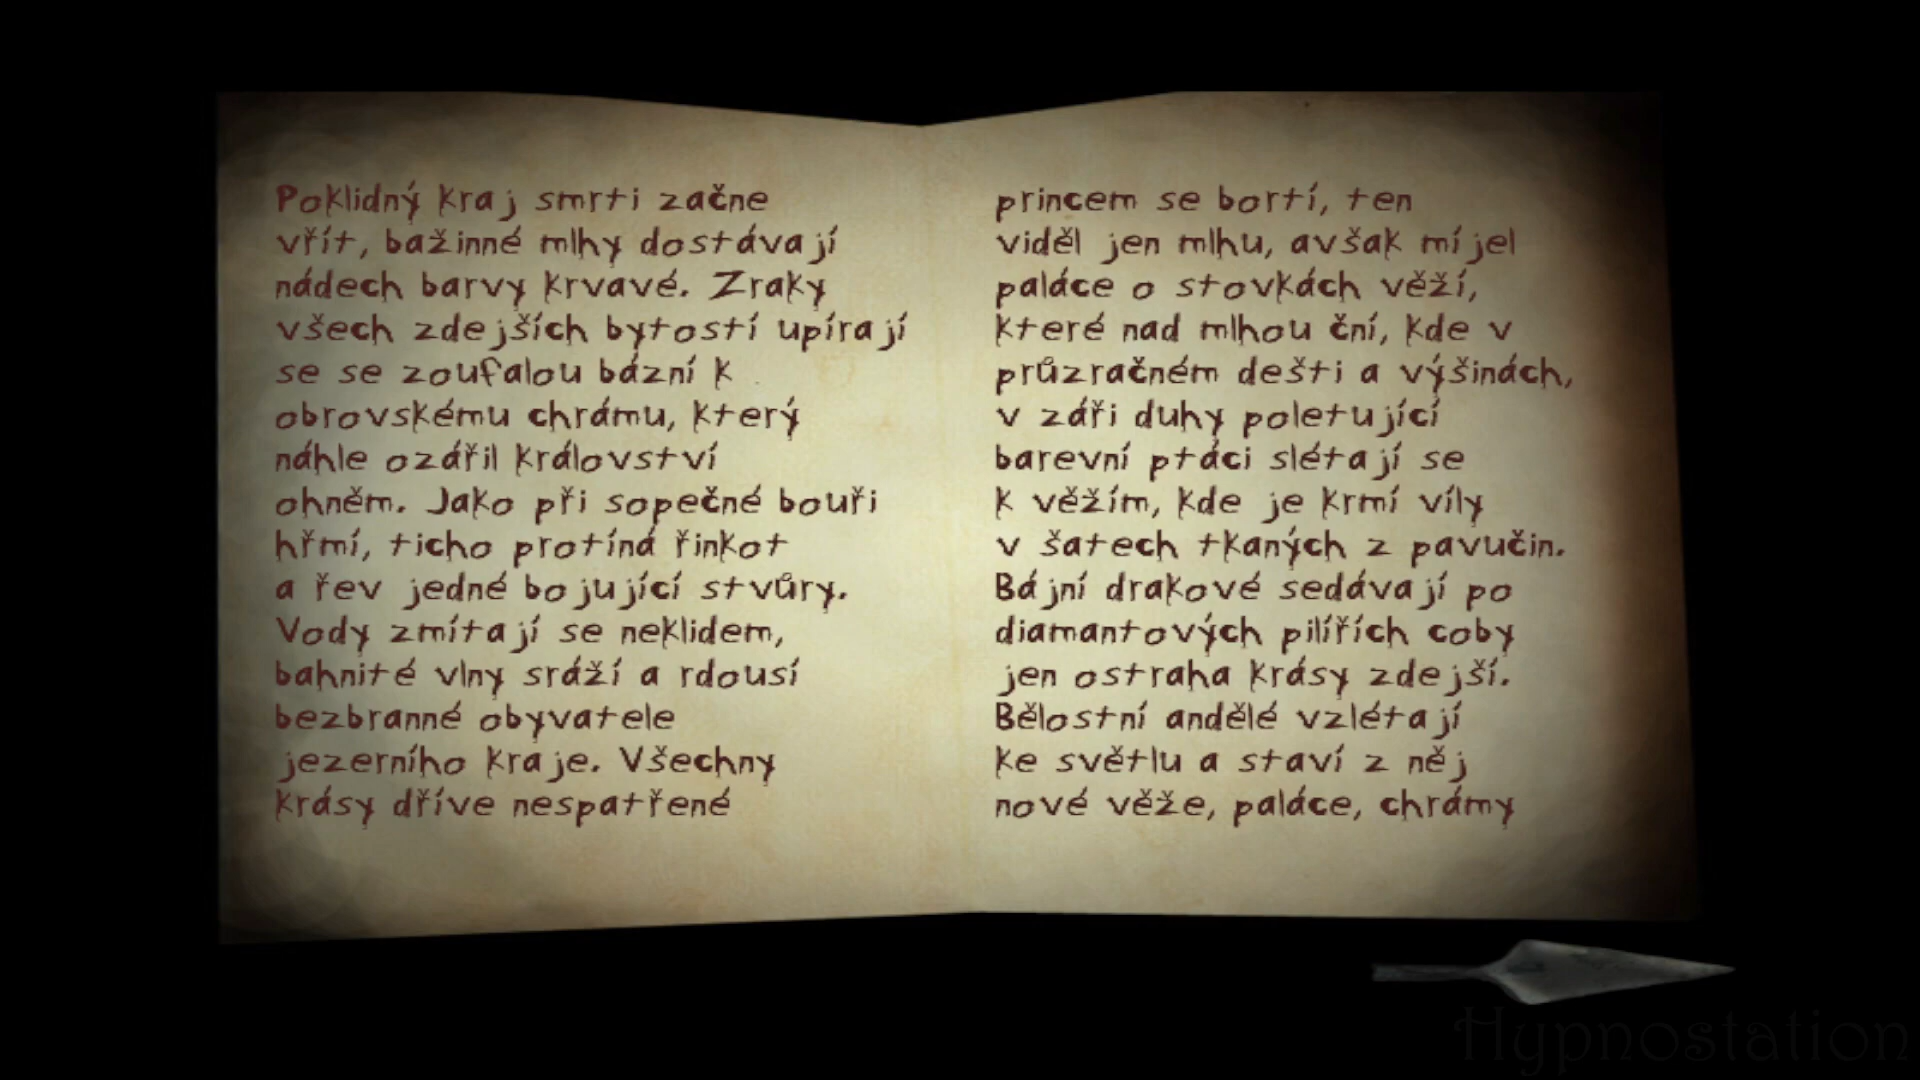 Poklidný kraj smrti začne
vřít, bažinné mlhy dostávají
nádech barvy krvavé. Zraky
všech zdejších bytostí upírají
se se zoufalou bázní k
obrovskému chrámu, který
náhle ozářil království
ohněm. Jako při sopečné bouři
hřmí, ticho protíná řinkot
a řev jedné bojující stvůry.
Vody zmítají se neklidem,
bahnité vlny sráží a rdousí
bezbranné obyvatele
jezerního kraje. Všechny
krásy dříve nespatřené
princem se bortí, ten
viděl jen mlhu, avšak míjel
paláce o stovkách věží,
které nad mlhou ční, kde v
průzračném dešti a výšinách,
v záři duhy poletující
barevní ptáci slétají se
k věžím, kde je krmí víly
v šatech tkaných z pavučin.
Bájní drakové sedávají po
diamantových pilířích coby
jen ostraha krásy zdejší.
Bělostní andělé vzlétají
ke světlu a staví z něj
nové věže, paláce, chrámy
Hypnostation